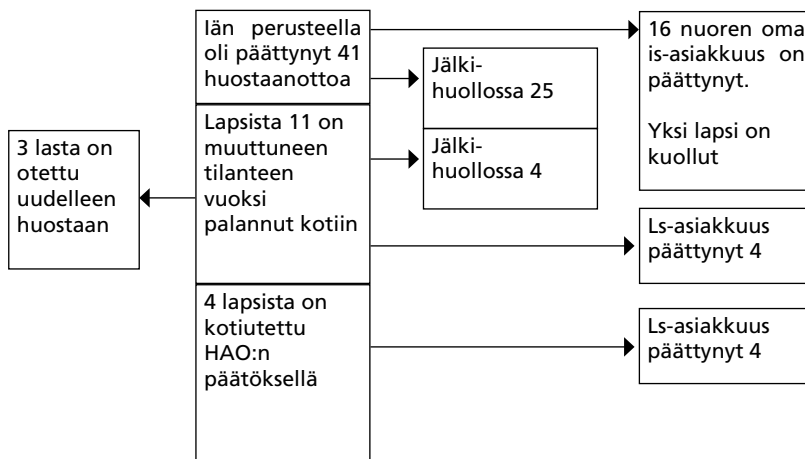 Iän perusteella
oli päättynyt 41
huostaanottoa
16 nuoren oma
is-asiakkuus on
päättynyt.
Yksi lapsi on
kuollut
Jälki-
huollossa 25
Lapsista 11 on
muuttuneen
tilanteen
vuoksi
palannut kotiin
Jälki-
huollossa 4
3 lasta on
otettu
uudelleen
huostaan
Ls-asiakkuus
päättynyt 4
4 lapsista on
kotiutettu
HAO:n
päätöksellä
Ls-asiakkuus
päättynyt 4